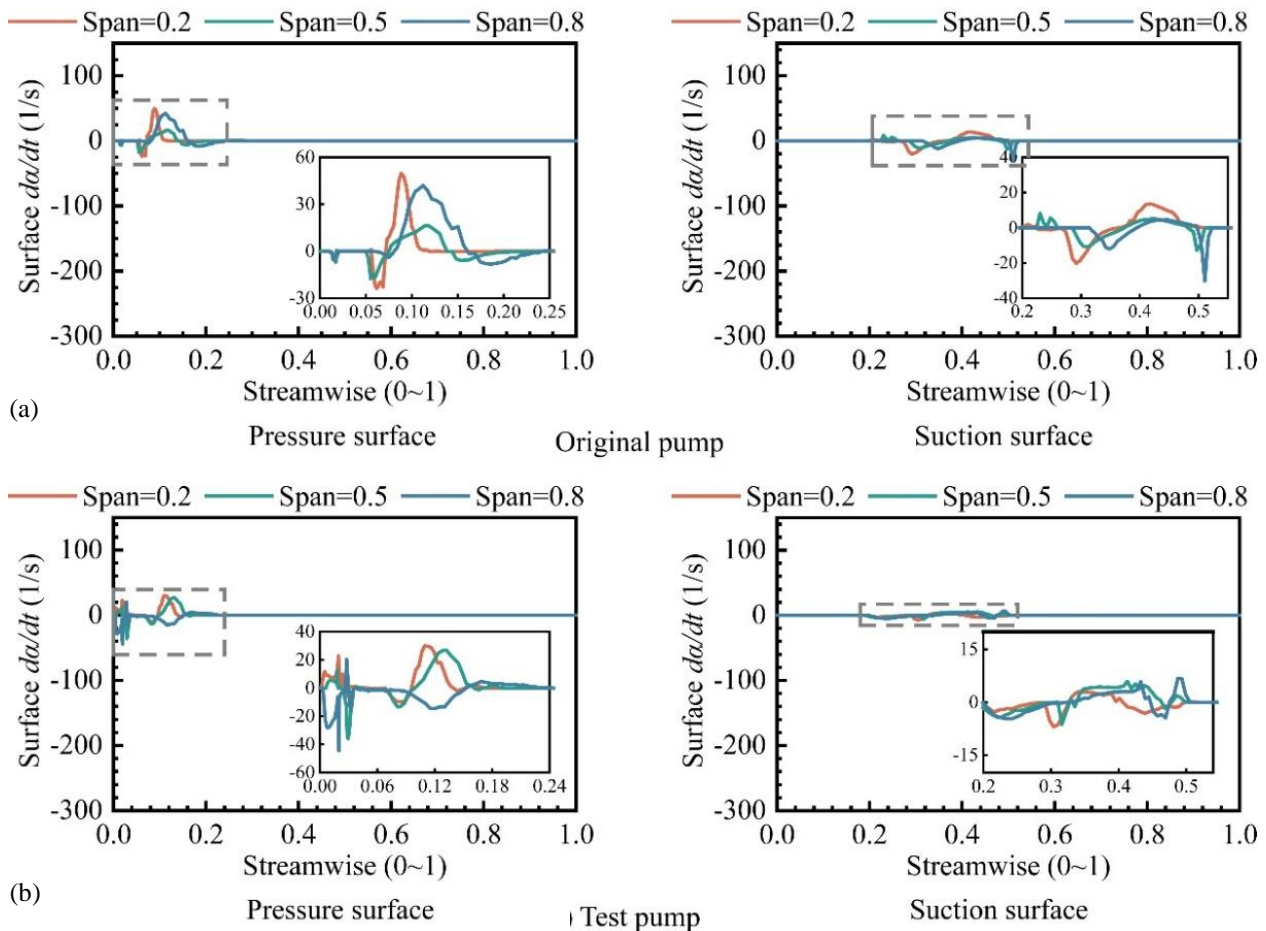 Span=0.2 Span=0.5 Span=0.8 Span=0.2 Span=0.5 Span=0.8
100
0
-100
-200
-300
Surface dα/dt (1/s)
60
30
0
-30
0.00 0.05 0.10 0.15 0.20 0.25
0.0 0.2 0.4 0.6 0.8 1.0
Streamwise (0~1)
100
0
-100
-200
-300
Surface dα/dt (1/s)
40
20
0
-20
-40
0.2 0.3 0.4 0.5
0.0 0.2 0.4 0.6 0.8 1.0
Streamwise (0~1)
(a)
Pressure surface Original pump Suction surface
Span=0.2 Span=0.5 Span=0.8 Span=0.2 Span=0.5 Span=0.8
100
0
-100
-200
-300
Surface dα/dt (1/s)
40
20
0
-20
-40
-60
0.00 0.06 0.12 0.18 0.24
0.0 0.2 0.4 0.6 0.8 1.0
Streamwise (0~1)
100
0
-100
-200
-300
Surface dα/dt (1/s)
15
0
-15
0.2 0.3 0.4 0.5
0.0 0.2 0.4 0.6 0.8 1.0
Streamwise (0~1)
(b)
Pressure surface ) Test pump Suction surface